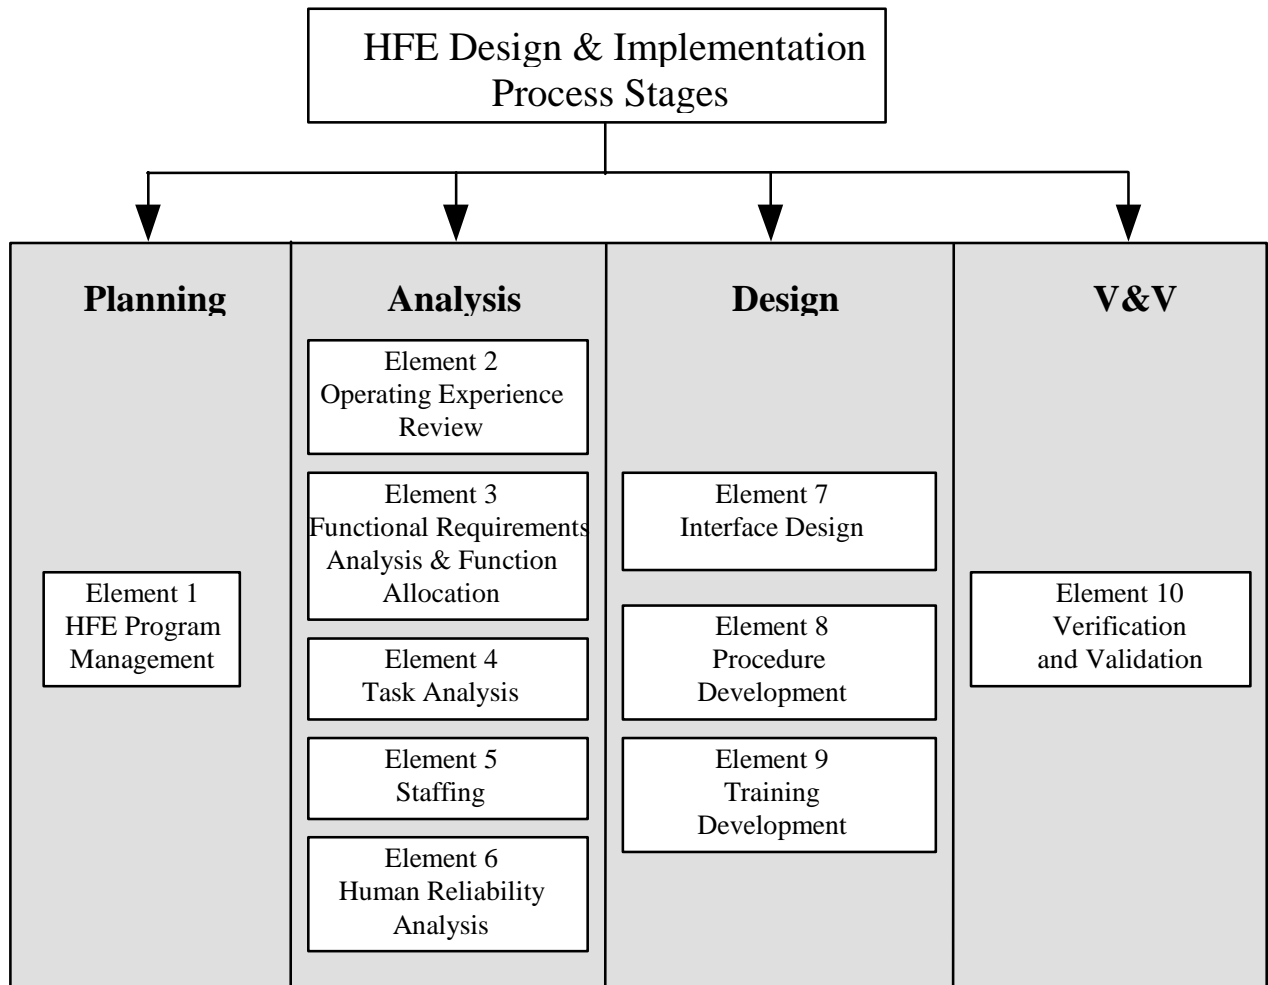 HFE Design & Implementation
Process Stages
Planning
Element 1
HFE Program
Management
Analysis
Element 2
Operating Experience
Review
Element 3
Functional Requirements
Analysis & Function
Allocation
Element 4
Task Analysis
Element 5
Staffing
Element 6
Human Reliability
Analysis
Design
Element 7
Interface Design
Element 8
Procedure
Development
Element 9
Training
Development
V&V
Element 10
Verification
and Validation